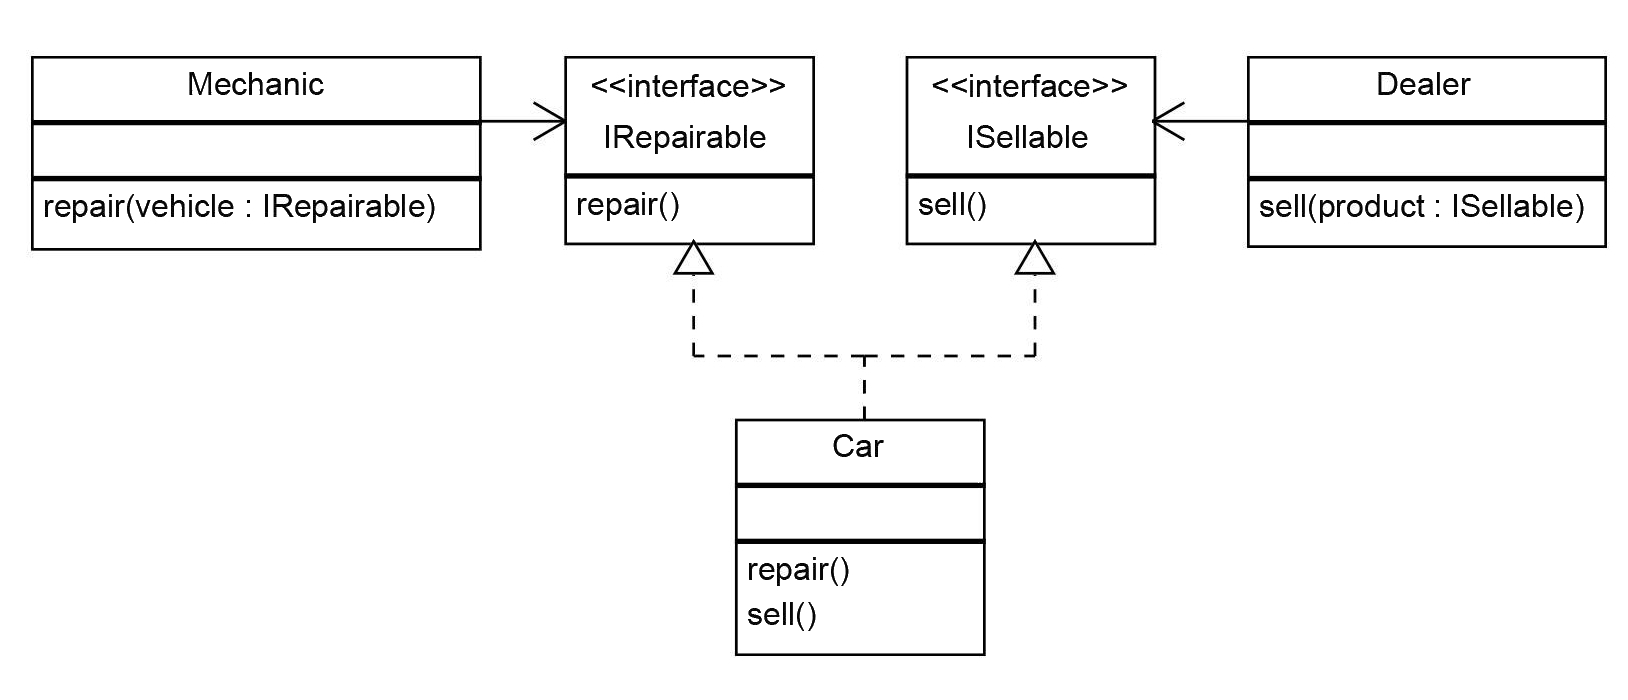 Mechanic
repair(vehicle : IRepairable)
<<interface>>
IRepairable
repair()
<<interface>>
ISellable
sell()
Dealer
sell(product : ISellable)
Car
repair()
sell()